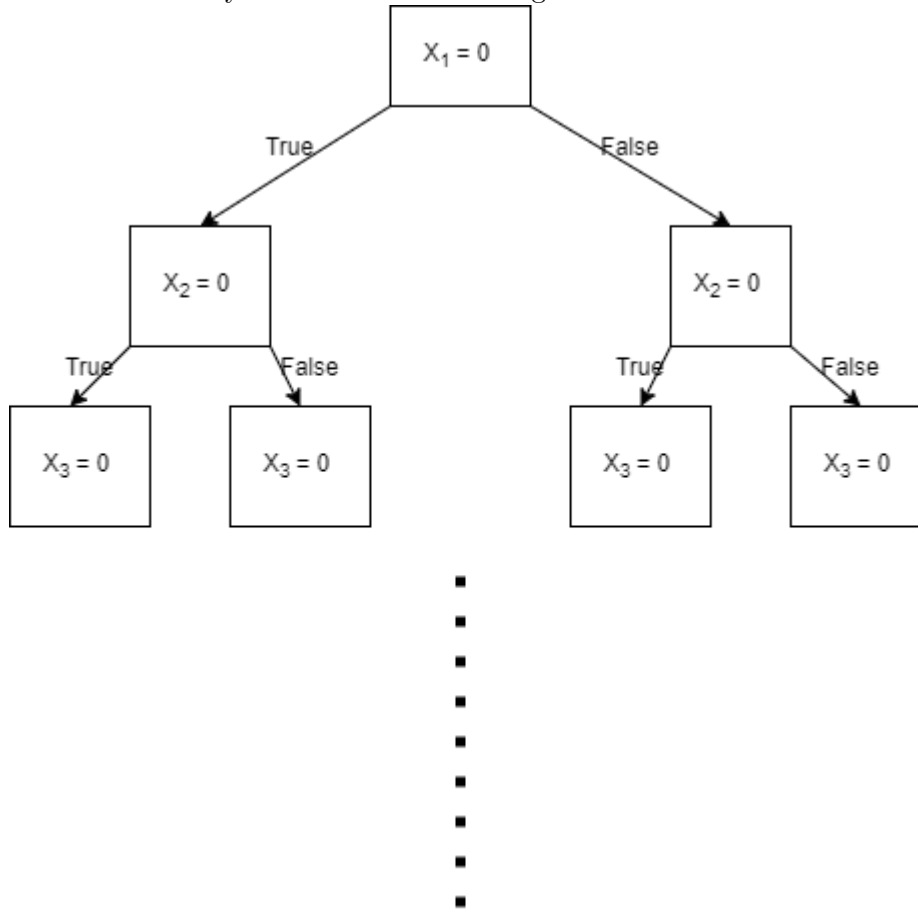 X₁ = 0
True
False
X₂ = 0
X₂ = 0
True
False
True
False
X₃ = 0
X₃ = 0
X₃ = 0
X₃ = 0